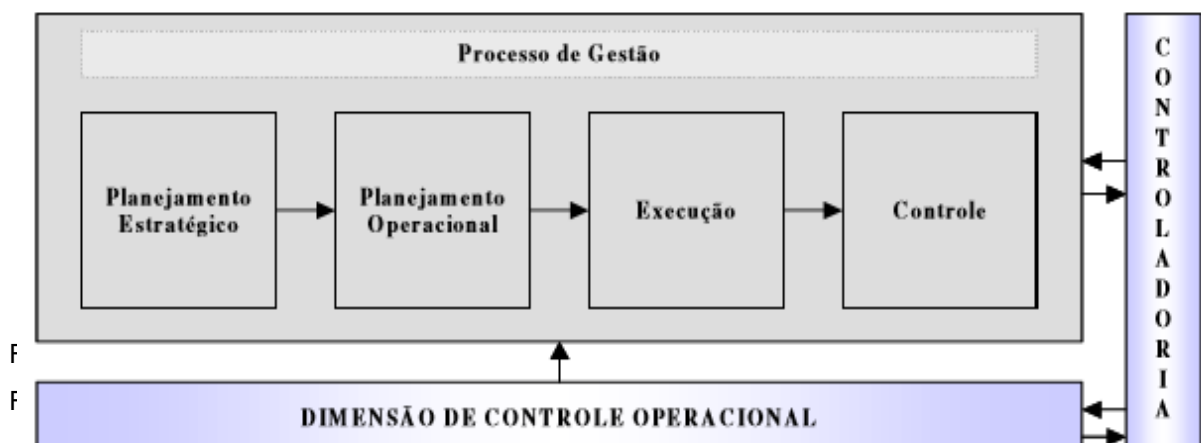 Processo de Gestão
Planejamento
Estratégico
Planejamento
Operacional
Execução
Controle
CONTROLADORIA
F
F
DIMENSÃO DE CONTROLE OPERACIONAL